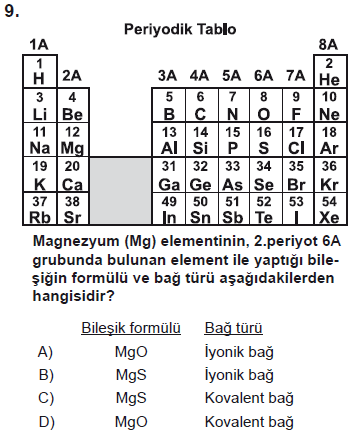 9.
Periyodik Tablo
1A 8A
1 2
H 2A 3A 4A 5A 6A 7A He
3 4 5 6 7 8 9 10
Li Be B C N O F Ne
11 12 13 14 15 16 17 18
Na Mg Al Si P S Cl Ar
19 20 31 32 33 34 35 36
K Ca Ga Ge As Se Br Kr
37 38 49 50 51 52 53 54
Rb Sr In Sn Sb Te I Xe
Magnezyum (Mg) elementinin, 2.periyot 6A
grubunda bulunan element ile yaptığı bile-
şiğin formülü ve bağ türü aşağıdakilerden
hangisidir?
Bileşik formülü Bağ türü
A) MgO İyonik bağ
B) MgS İyonik bağ
C) MgS Kovalent bağ
D) MgO Kovalent bağ